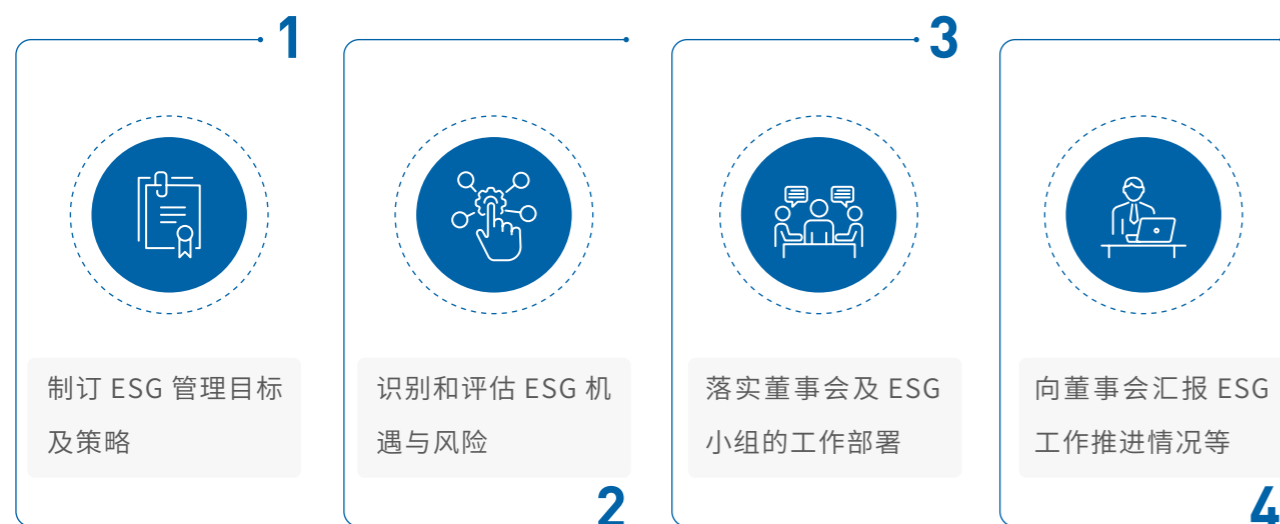 1
制订 ESG 管理目标
及策略
2
识别和评估 ESG 机
遇与风险
3
落实董事会及 ESG
小组的工作部署
4
向董事会汇报 ESG
工作推进情况等